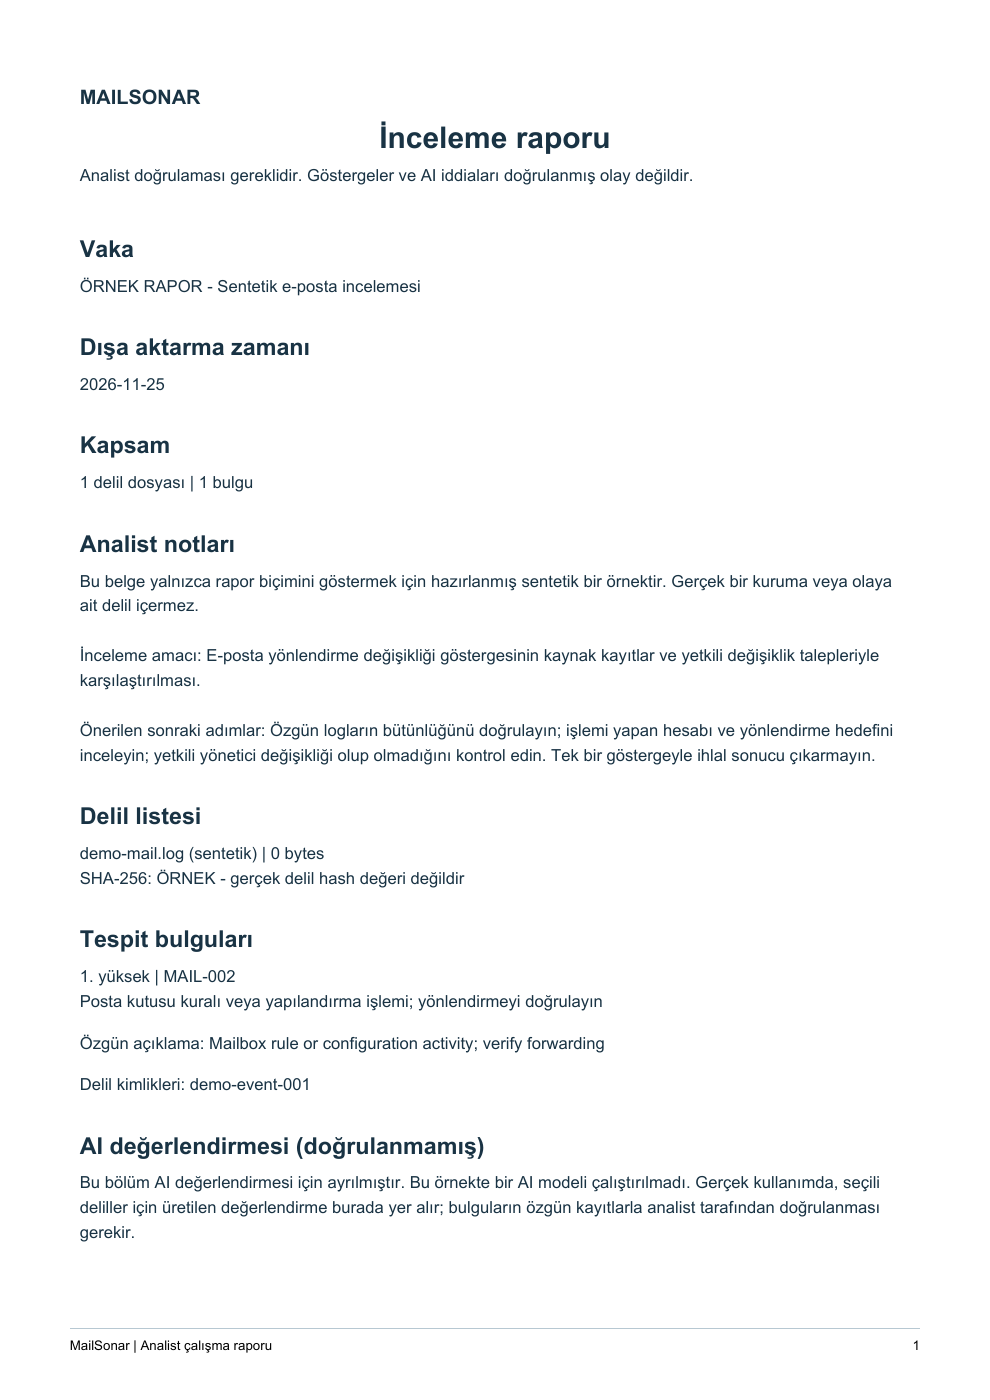 MAILSONAR
İnceleme raporu
Analist doğrulaması gereklidir. Göstergeler ve AI iddiaları doğrulanmış olay değildir.
Vaka
ÖRNEK RAPOR - Sentetik e-posta incelemesi
Dışa aktarma zamanı
2026-11-25
Kapsam
1 delil dosyası | 1 bulgu
Analist notları
Bu belge yalnızca rapor biçimini göstermek için hazırlanmış sentetik bir örnektir. Gerçek bir kuruma veya olaya
ait delil içermez.
İnceleme amacı: E-posta yönlendirme değişikliği göstergesinin kaynak kayıtlar ve yetkili değişiklik talepleriyle
karşılaştırılması.
Önerilen sonraki adımlar: Özgün logların bütünlüğünü doğrulayın; işlemi yapan hesabı ve yönlendirme hedefini
inceleyin; yetkili yönetici değişikliği olup olmadığını kontrol edin. Tek bir göstergeyle ihlal sonucu çıkarmayın.
Delil listesi
demo-mail.log (sentetik) | 0 bytes
SHA-256: ÖRNEK - gerçek delil hash değeri değildir
Tespit bulguları
1. yüksek | MAIL-002
Posta kutusu kuralı veya yapılandırma işlemi; yönlendirmeyi doğrulayın
Özgün açıklama: Mailbox rule or configuration activity; verify forwarding
Delil kimlikleri: demo-event-001
AI değerlendirmesi (doğrulanmamış)
Bu bölüm AI değerlendirmesi için ayrılmıştır. Bu örnekte bir AI modeli çalıştırılmadı. Gerçek kullanımda, seçili
deliller için üretilen değerlendirme burada yer alır; bulguların özgün kayıtlarla analist tarafından doğrulanması
gerekir.
MailSonar | Analist çalışma raporu
1